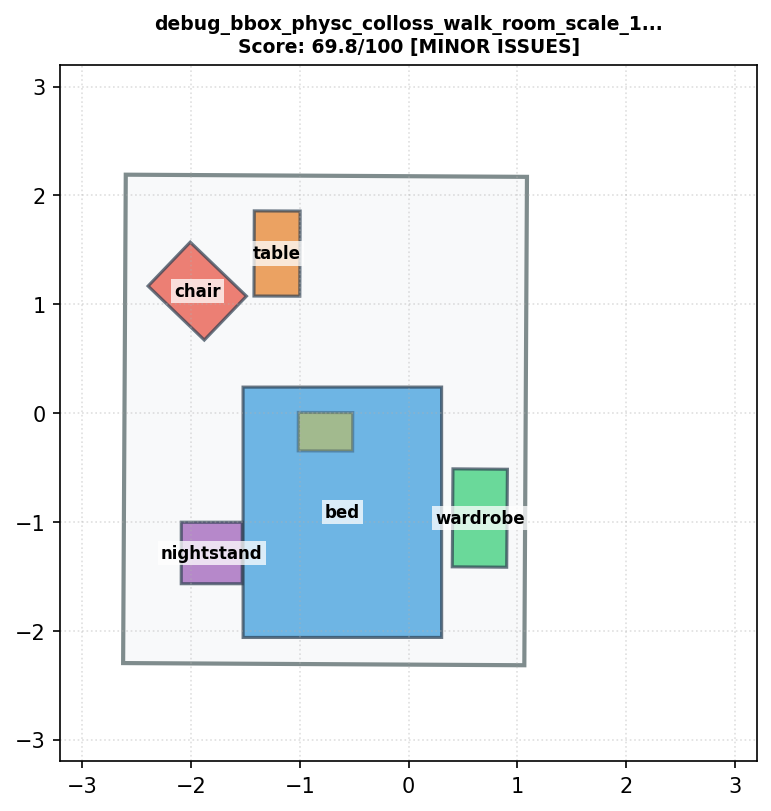 debug_bbox_physc_colloss_walk_room_scale_1...
Score: 69.8/100 [MINOR ISSUES]
3
2
table
chair
1
0
bed
wardrobe
−1
nightstand
−2
−3
−3 −2 −1 0 1 2 3